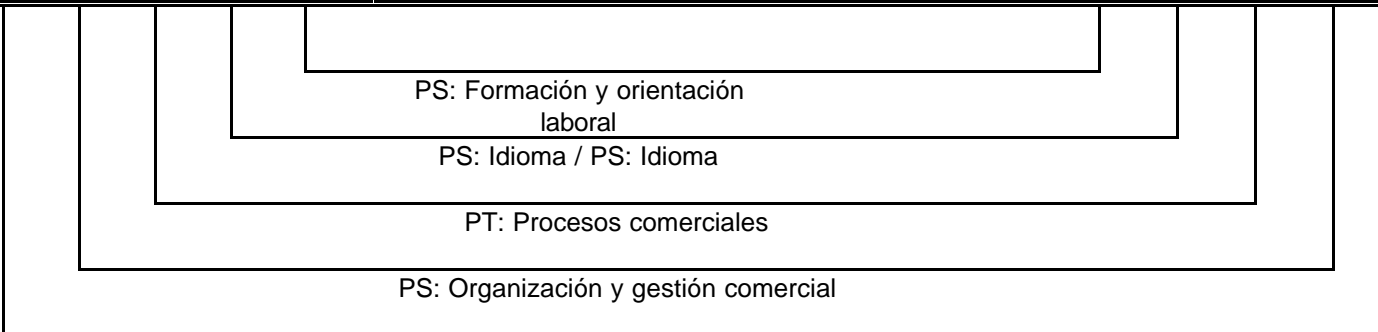 PS: Formación y orientación
laboral
PS: Idioma / PS: Idioma
PT: Procesos comerciales
PS: Organización y gestión comercial